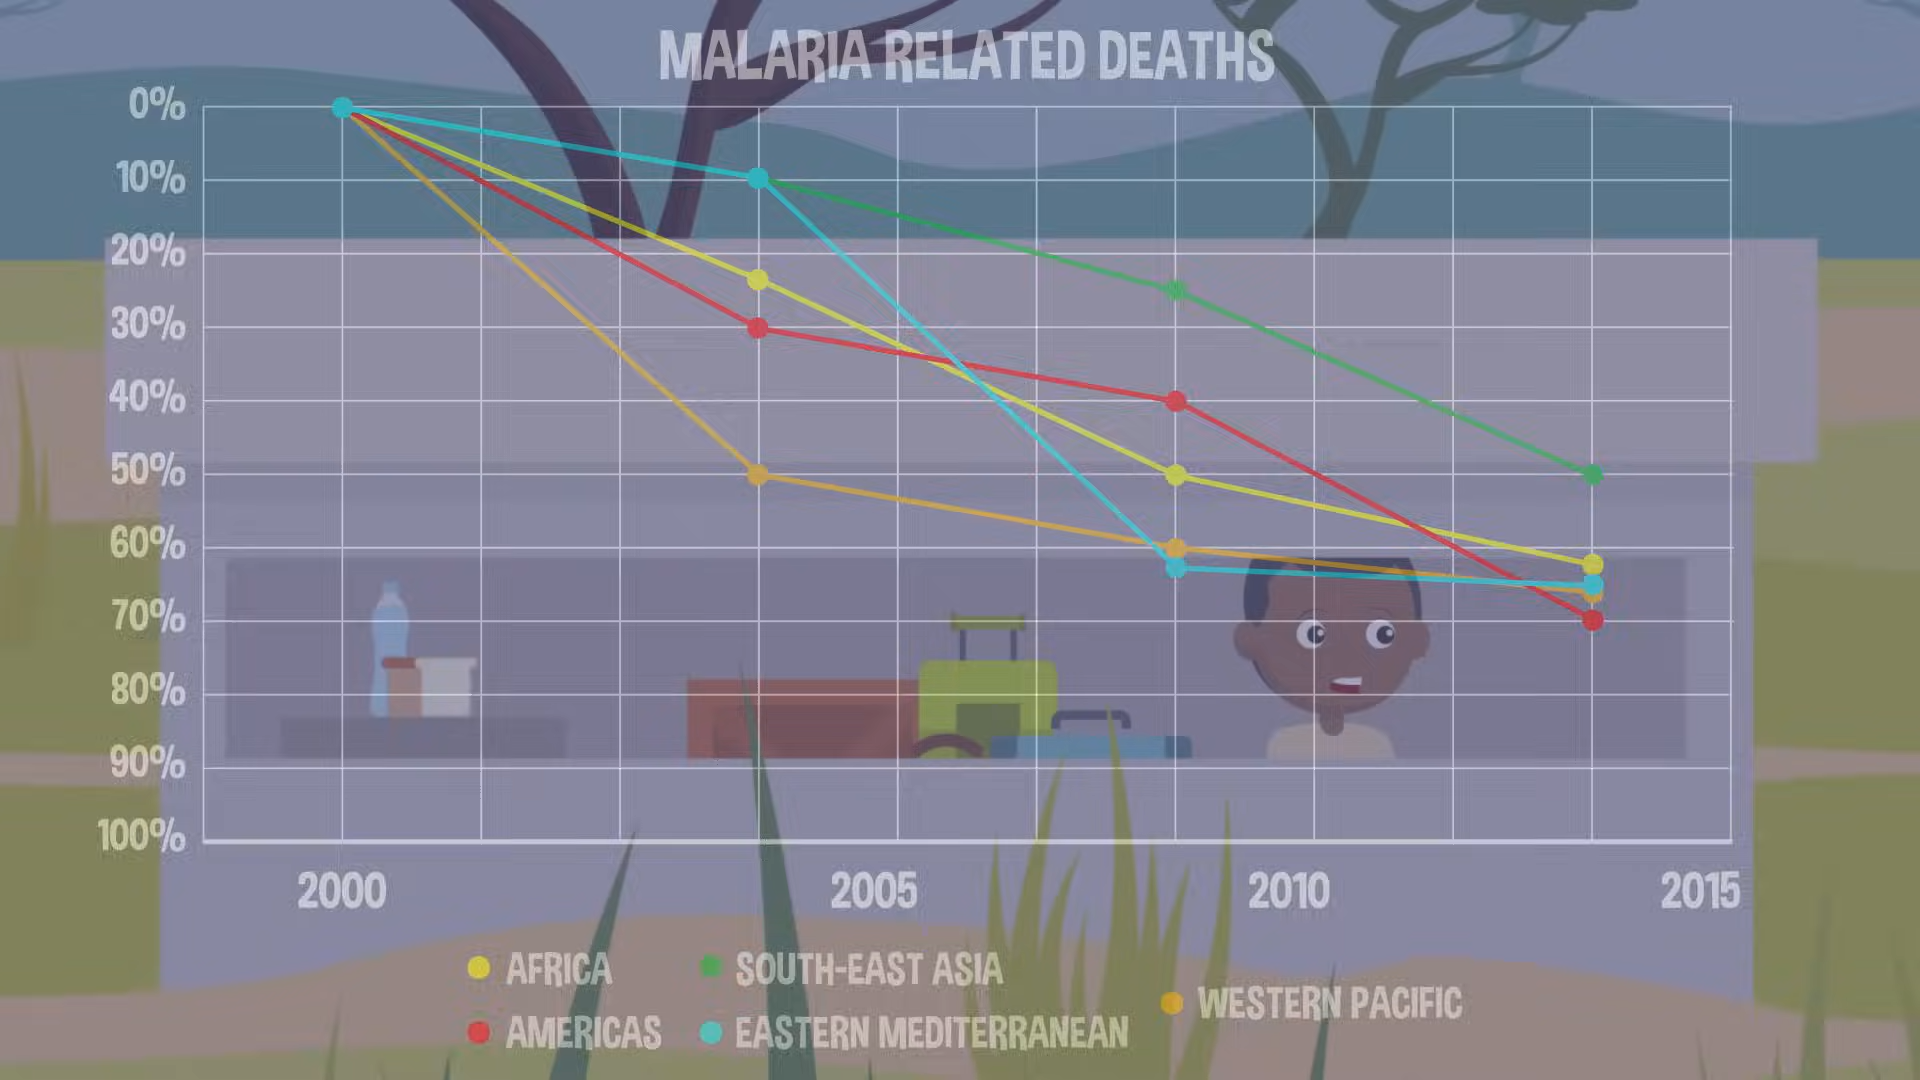 MALARIA RELATED DEATHS
0%
10%
20%
30%
40%
50%
60%
70%
80%
90%
100%
2000 2005 2010 2015
AFRICA SOUTH-EAST ASIA
WESTERN PACIFIC
AMERICAS EASTERN MEDITERRANEAN